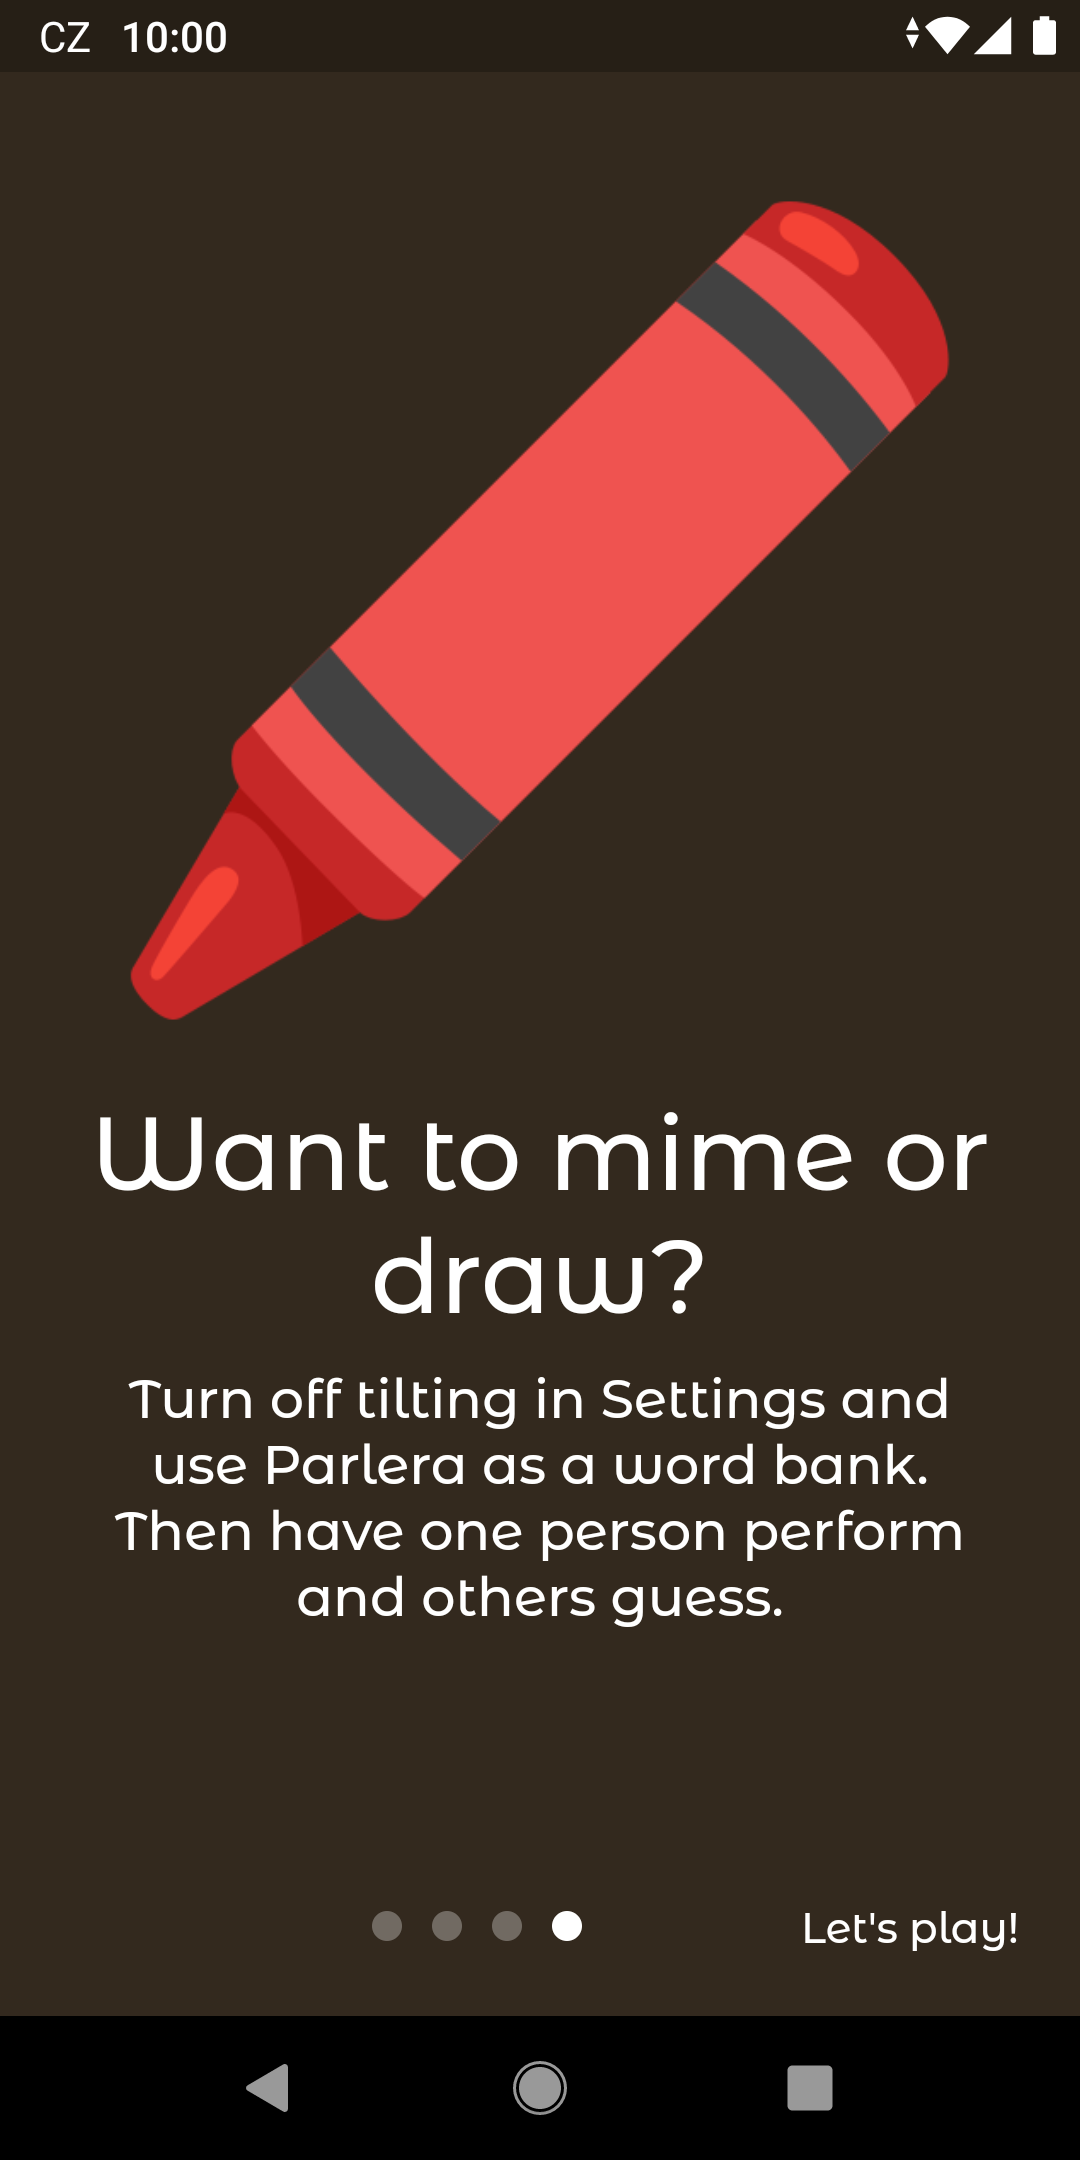 CZ 10:00
Want to mime or
draw?
Turn off tilting in Settings and
use Parlera as a word bank.
Then have one person perform
and others guess.
Let's play!